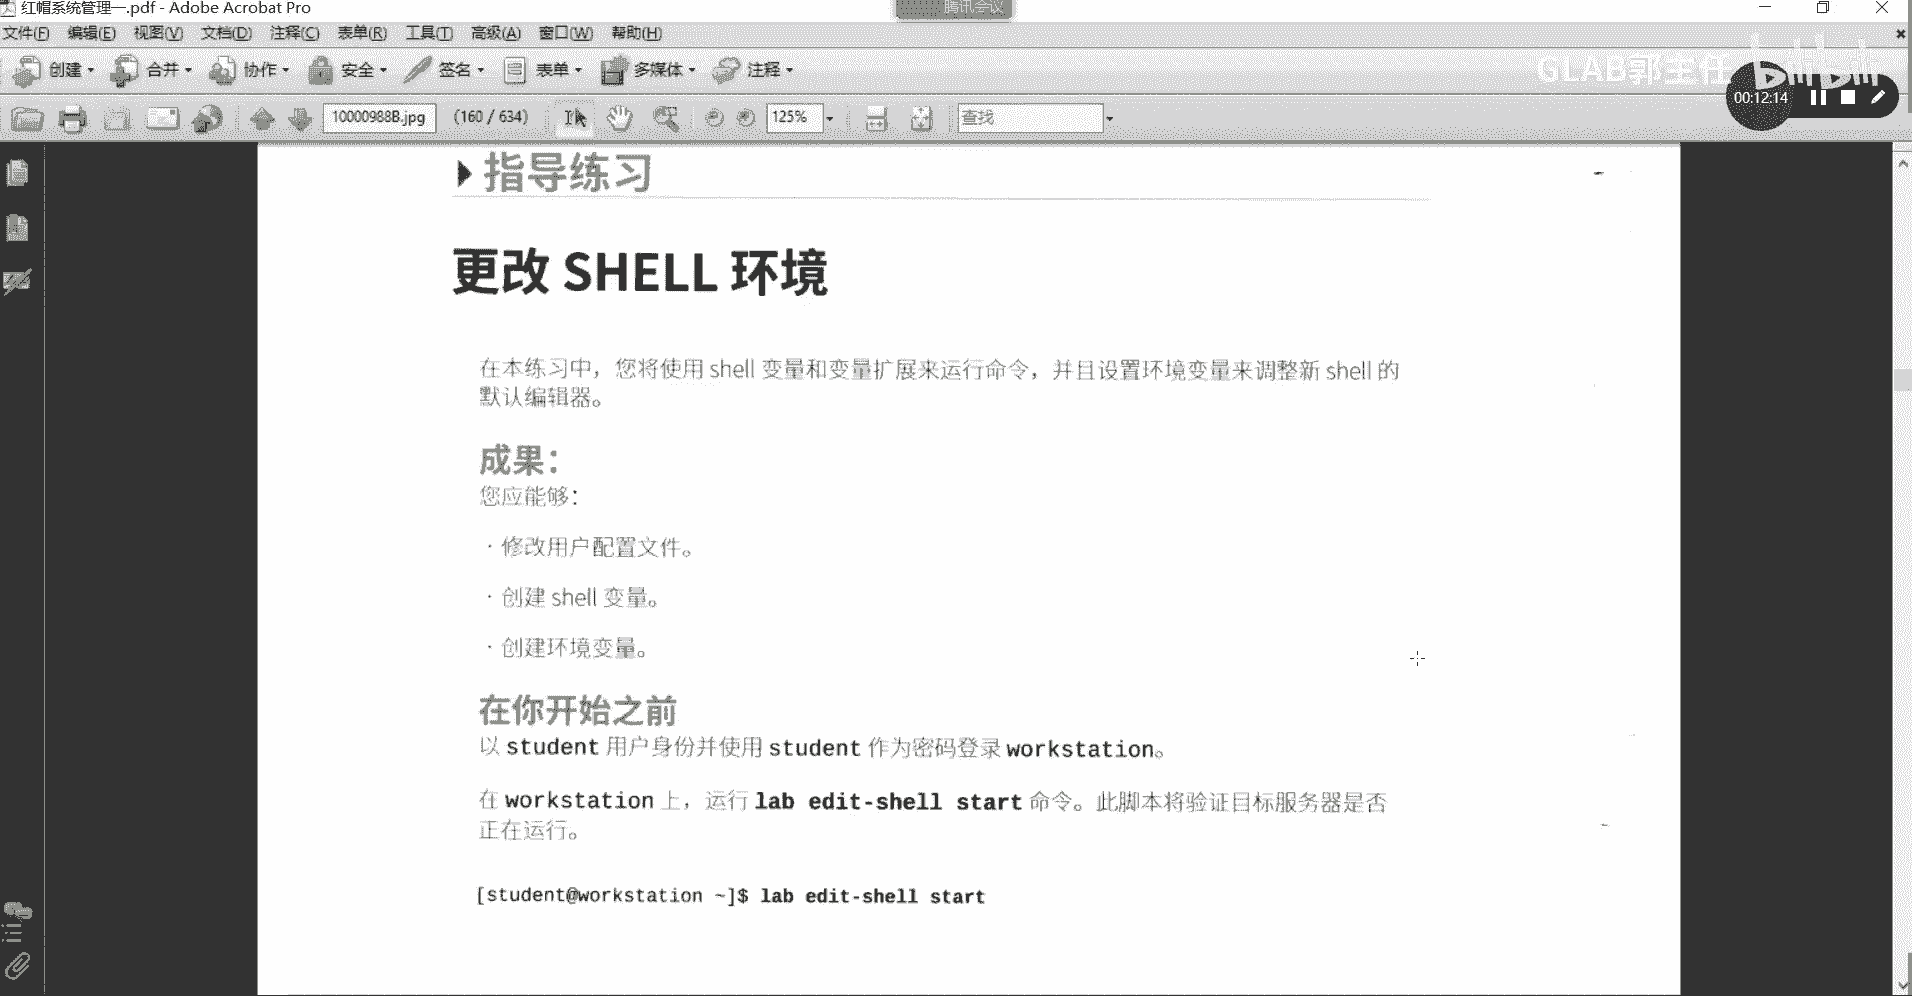 红帽系统管理一.pdf - Adobe Acrobat Pro
腾讯会议
文件(F) 编辑(E) 视图(V) 文档(D) 注释(C) 表单(R) 工具(T) 高级(A) 窗口(W) 帮助(H)
创建 合并 协作 安全 签名 表单 多媒体 注释
GLAB郭主任 bilibili
00:12:14
10000988B.jpg (160 / 634) 125% 查找
指导练习
更改 SHELL 环境
在本练习中，您将使用 shell 变量和变量扩展来运行命令，并且设置环境变量来调整新 shell 的
默认编辑器。
成果：
您应能够：
· 修改用户配置文件。
· 创建 shell 变量。
· 创建环境变量。
在你开始之前
以 student 用户身份并使用 student 作为密码登录 workstation。
在 workstation 上，运行 lab edit-shell start 命令。此脚本将验证目标服务器是否
正在运行。
[student@workstation ~]$ lab edit-shell start